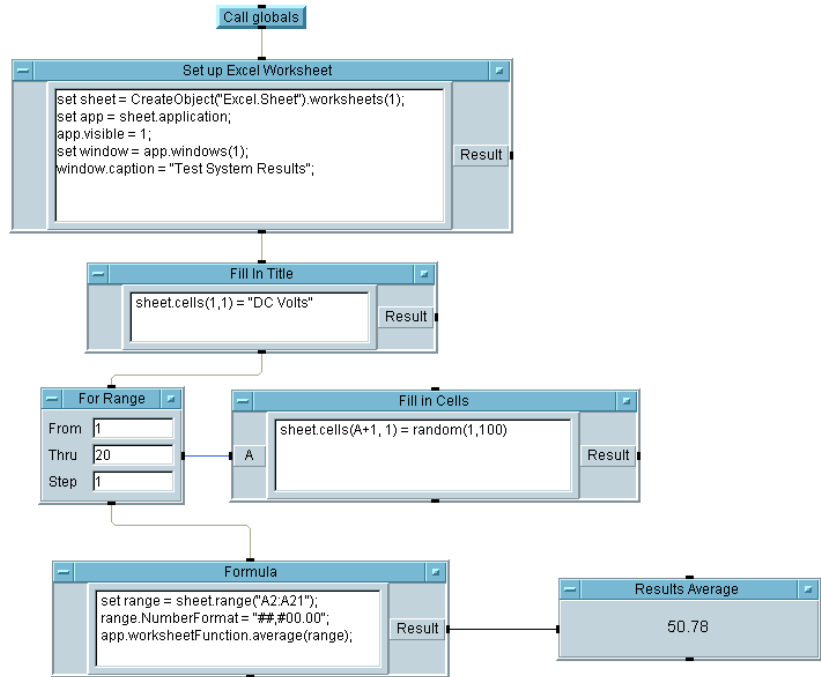 Call globals
Set up Excel Worksheet
set sheet = CreateObject("Excel.Sheet").worksheets(1);
set app = sheet.application;
app.visible = 1;
set window = app.windows(1);
window.caption = "Test System Results";
Result
Fill In Title
sheet.cells(1,1) = "DC Volts"
Result
For Range
From 1
Thru 20
Step 1
Fill in Cells
A
sheet.cells(A+1, 1) = random(1,100)
Result
Formula
set range = sheet.range("A2:A21");
range.NumberFormat = "##,#00.00";
app.worksheetFunction.average(range);
Result
Results Average
50.78